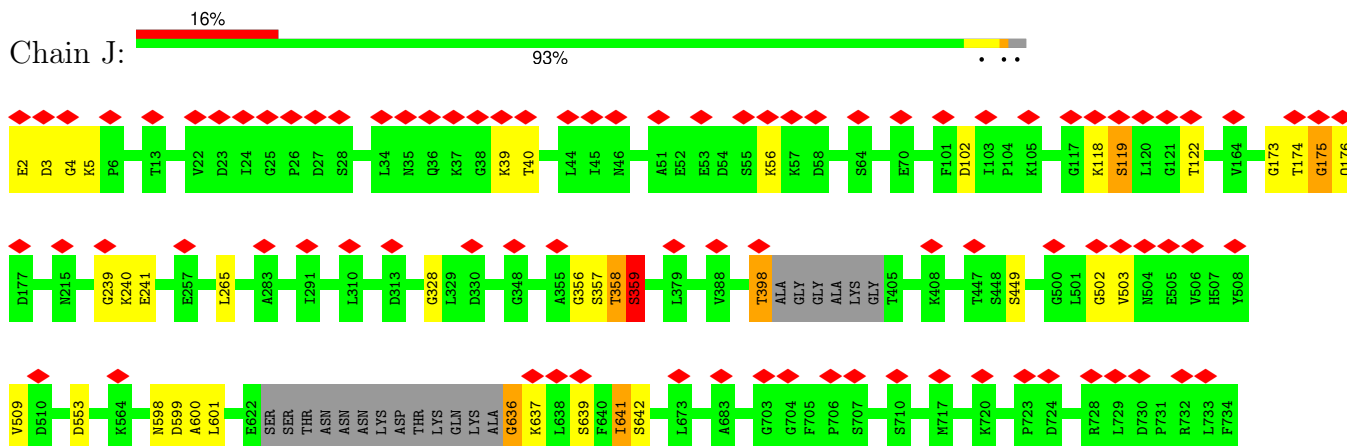 16%
Chain J:
93%
E2 D3 G4 K5 P6 T13 V22 D23 I24 G25 P26 D27 S28 L34 N35 Q36 K37 G38 K39 T40 L44 I45 N46 A51 E52 E53 D54 S55 K56 K57 D58 S64 E70 F101 D102 I103 P104 K105 G117 K118 S119 L120 G121 T122 V164 G173 T174 G175 D176
D177 N215 G239 K240 E241 E257 L265 A283 I291 L310 D313 G328 L329 D330 G348 A355 G356 S357 T358 S359 L379 V388 T398 ALA GLY GLY ALA LYS GLY T405 K408 T447 S448 S449 G500 L501 G502 V503 N504 E505 V506 H507 Y508
V509 D510 D553 K564 N598 D599 A600 L601 E622 SER SER THR ASN ASN ASN LYS ASP THR LYS GLN LYS ALA G636 K637 L638 S639 F640 I641 S642 L673 A683 G703 G704 F705 P706 S707 S710 M717 K720 P723 D724 R728 L729 D730 P731 R732 L733 F734